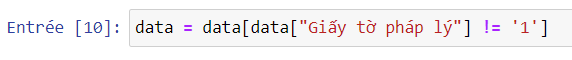 Entrée [10]: data = data[data["Giấy tờ pháp lý"] != '1']